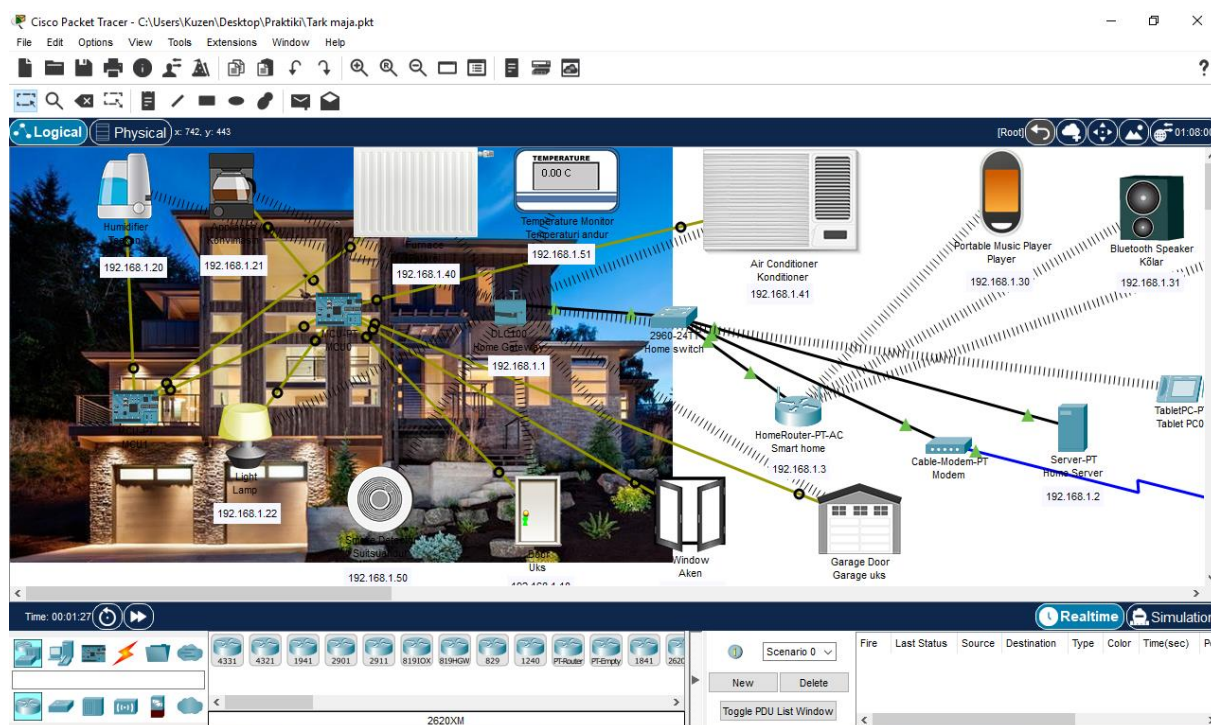 Cisco Packet Tracer - C:\Users\Kuzen\Desktop\Praktiki\Tark maja.pkt
File Edit Options View Tools Extensions Window Help
Logical Physical x: 742, y: 443 [Root] 01:08:00
TEMPERATURE
0.00 C
Humidifier
192.168.1.20
192.168.1.21
Furnace
192.168.1.40
Temperature Monitor
Temperaturi andur
192.168.1.51
Air Conditioner
Konditioner
192.168.1.41
Portable Music Player
Player
192.168.1.30
Bluetooth Speaker
Kõlar
192.168.1.31
MCU0
DLC100
Home Gateway
192.168.1.1
Home switch
MCU1
Light
Lamp
192.168.1.22
HomeRouter-PT-AC
Smart home
192.168.1.3
Cable-Modem-PT
Modem
Server-PT
Home Server
192.168.1.2
Tablet PC0
Suitsuandur
192.168.1.50
Door
Uks
Window
Aken
Garage Door
Garage uks
Time: 00:01:27 Realtime Simulation
4331 4321 1941 2901 2911 819IOX 819HGW 829 1240 PT-Router PT-Empty 1841 2620
2620XM
Scenario 0
New Delete
Toggle PDU List Window
Fire Last Status Source Destination Type Color Time(sec)